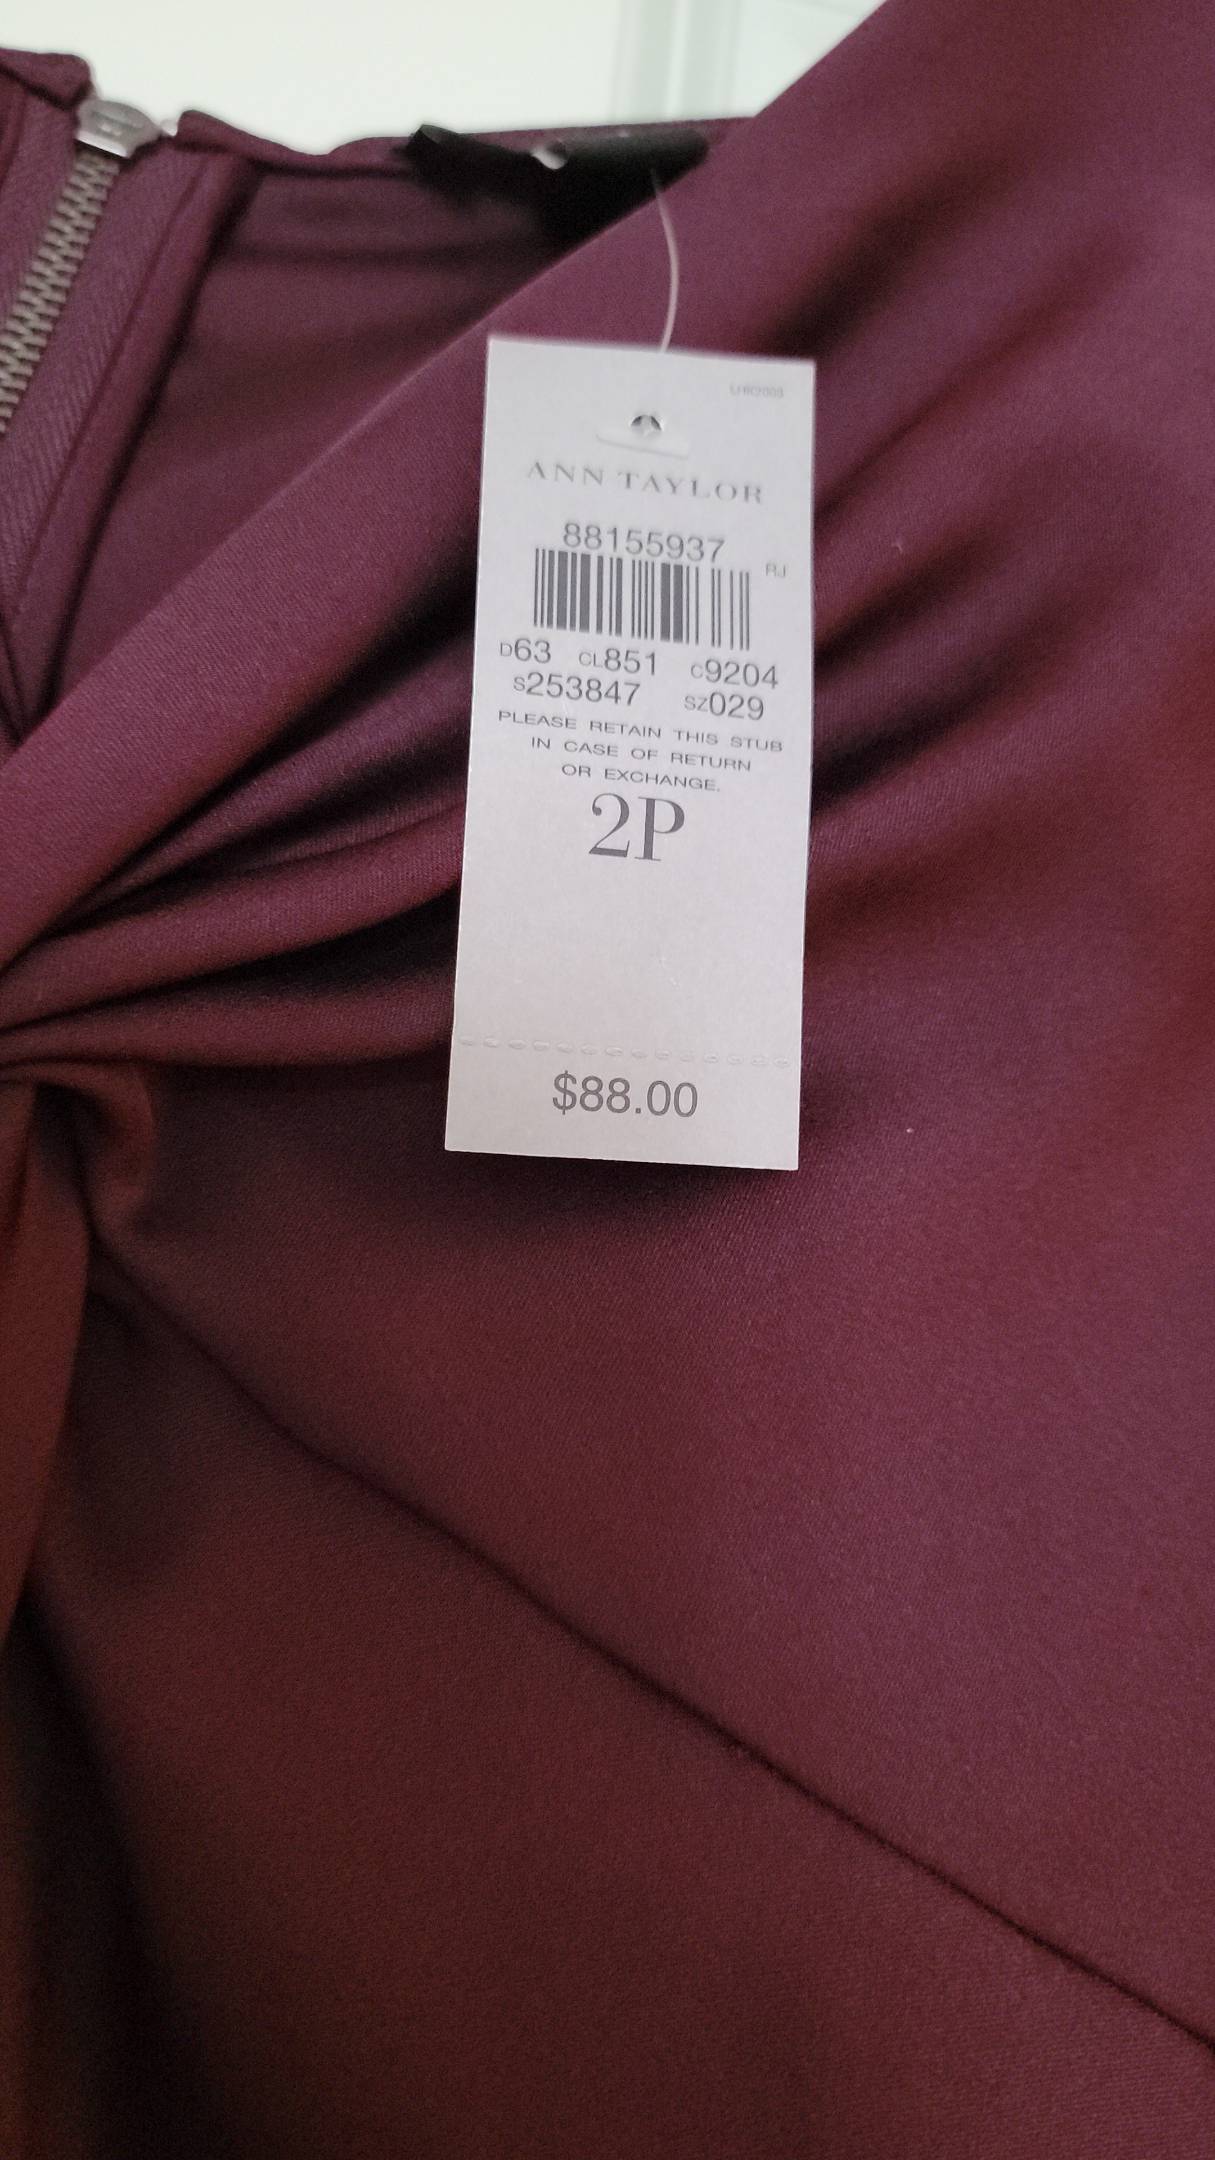 ANN TAYLOR
88155937
RJ
D63 CL851 C9204
S253847 SZ029
PLEASE RETAIN THIS STUB
IN CASE OF RETURN
OR EXCHANGE.
2P
$88.00